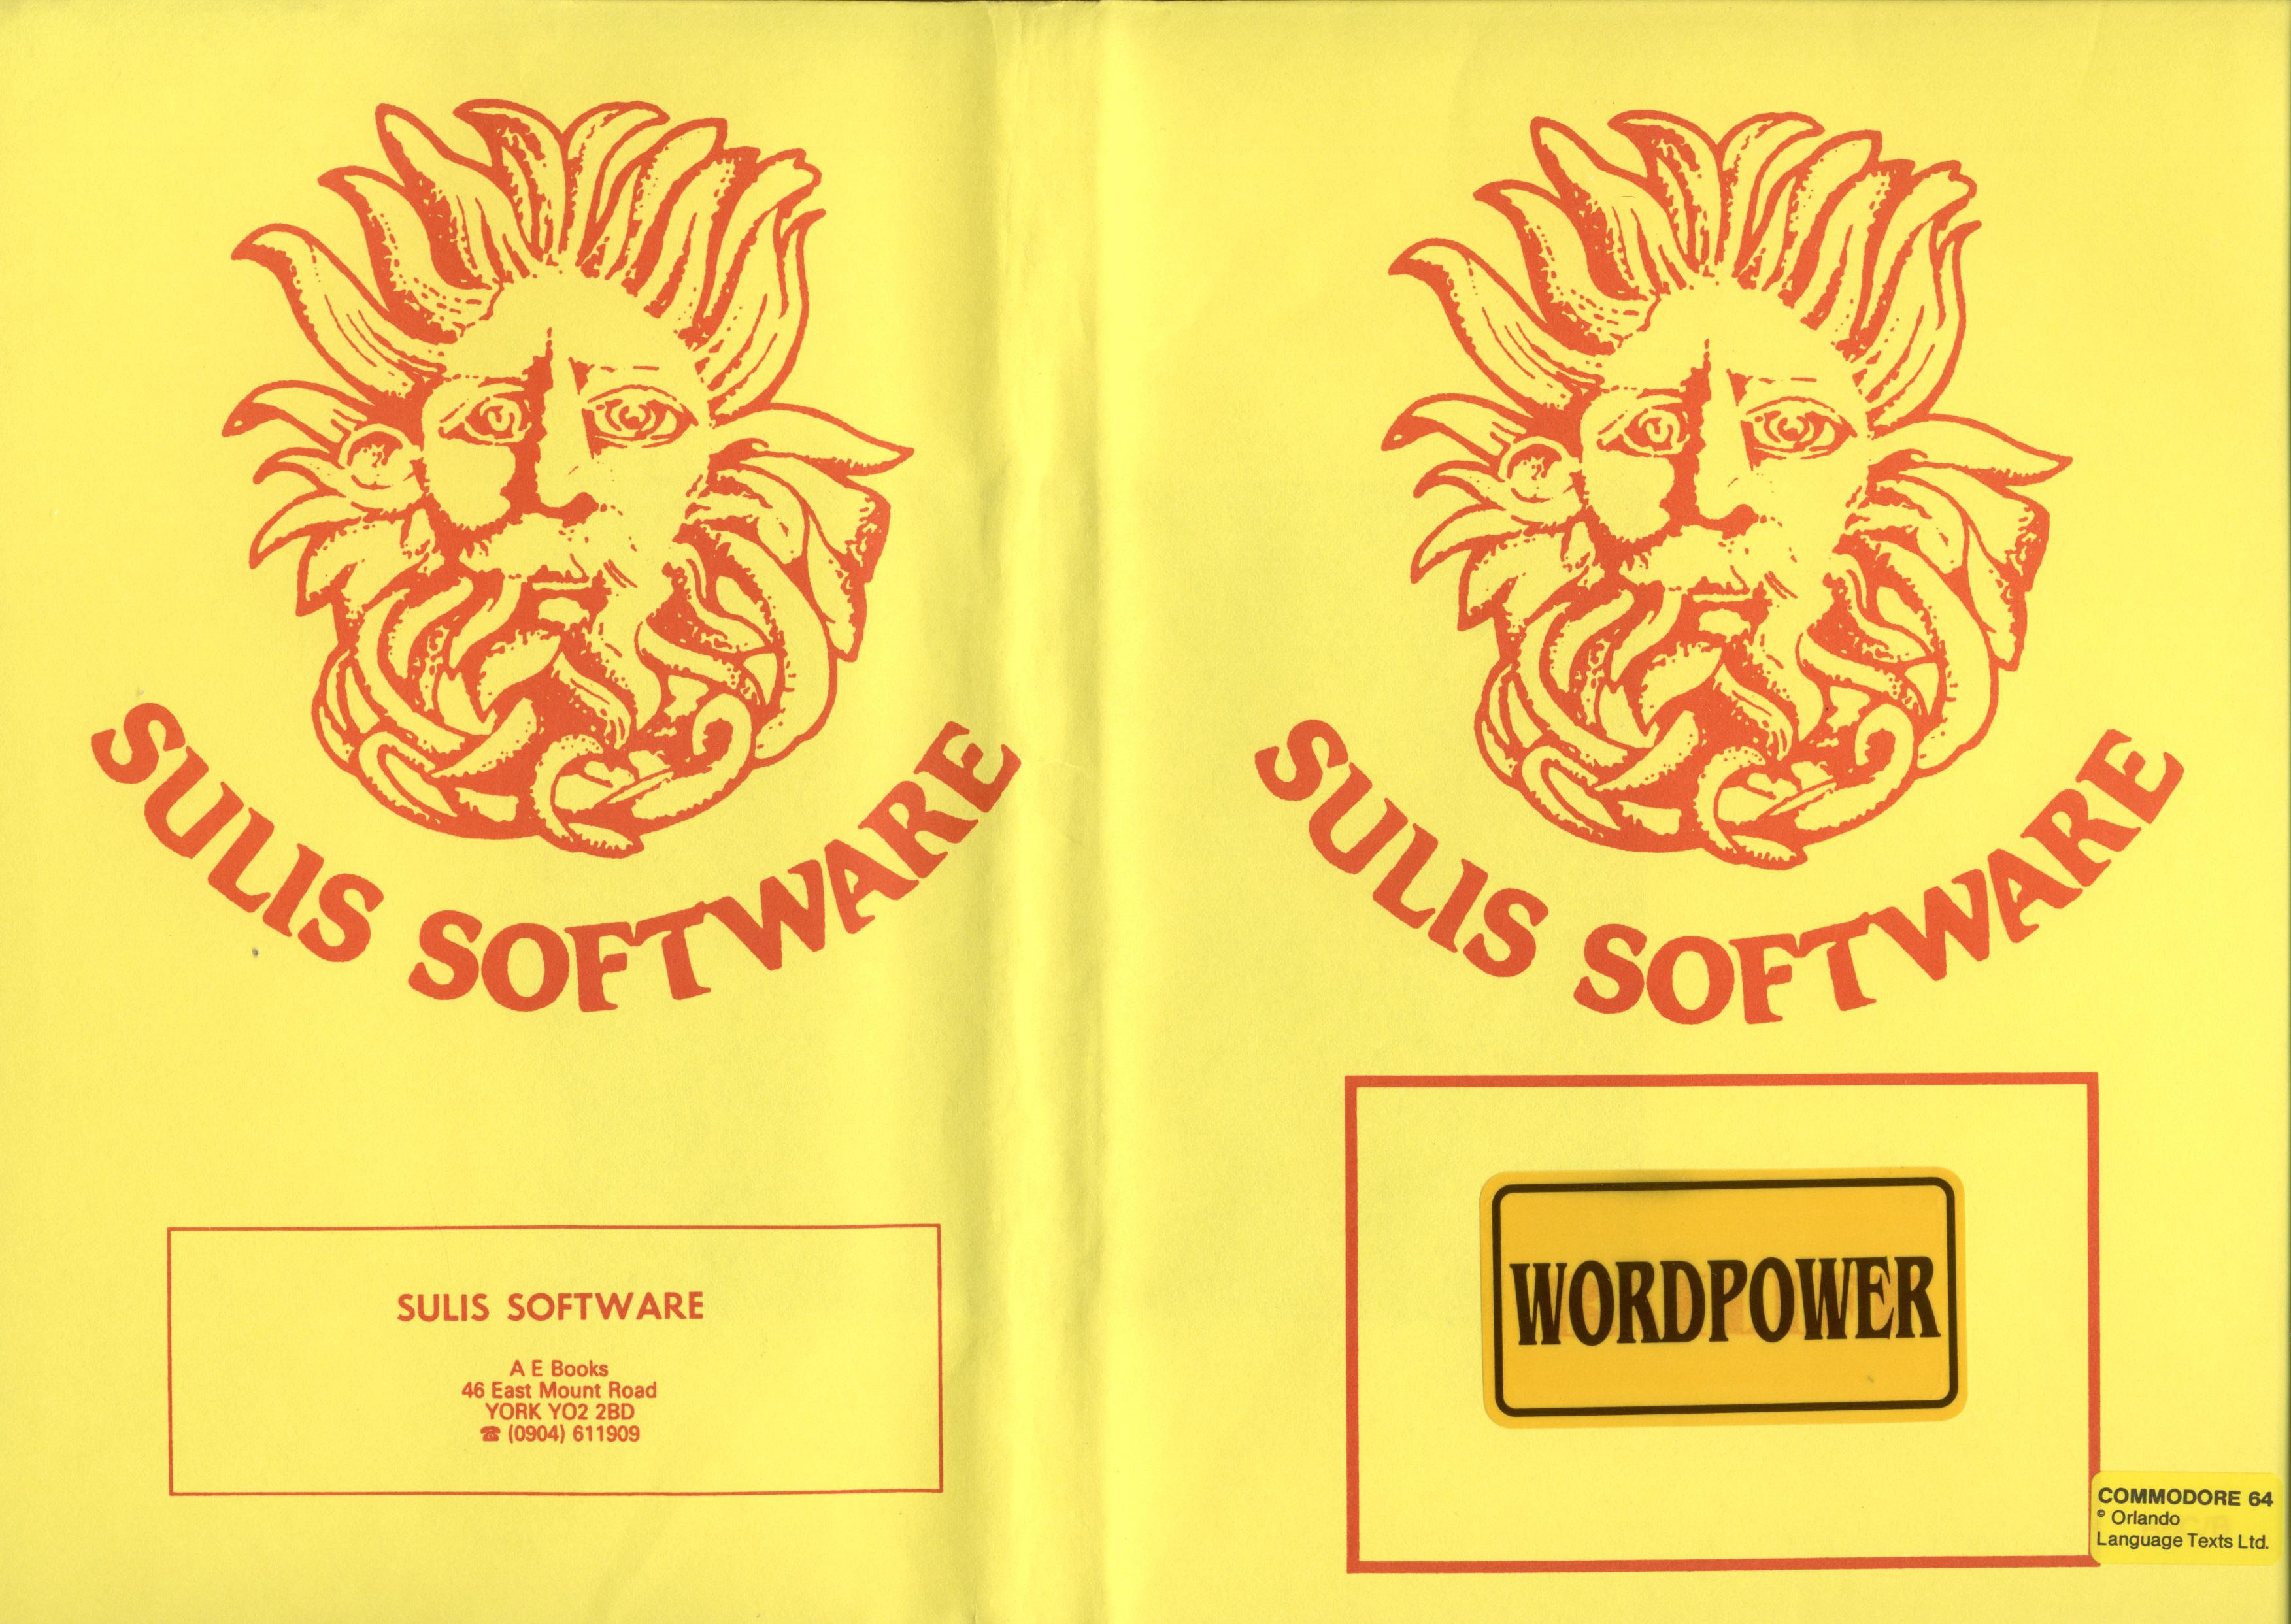 SULIS SOFTWARE
SULIS SOFTWARE
A E Books
46 East Mount Road
YORK YO2 2BD
☎ (0904) 611909
SULIS SOFTWARE
WORDPOWER
COMMODORE 64
© Orlando
Language Texts Ltd.